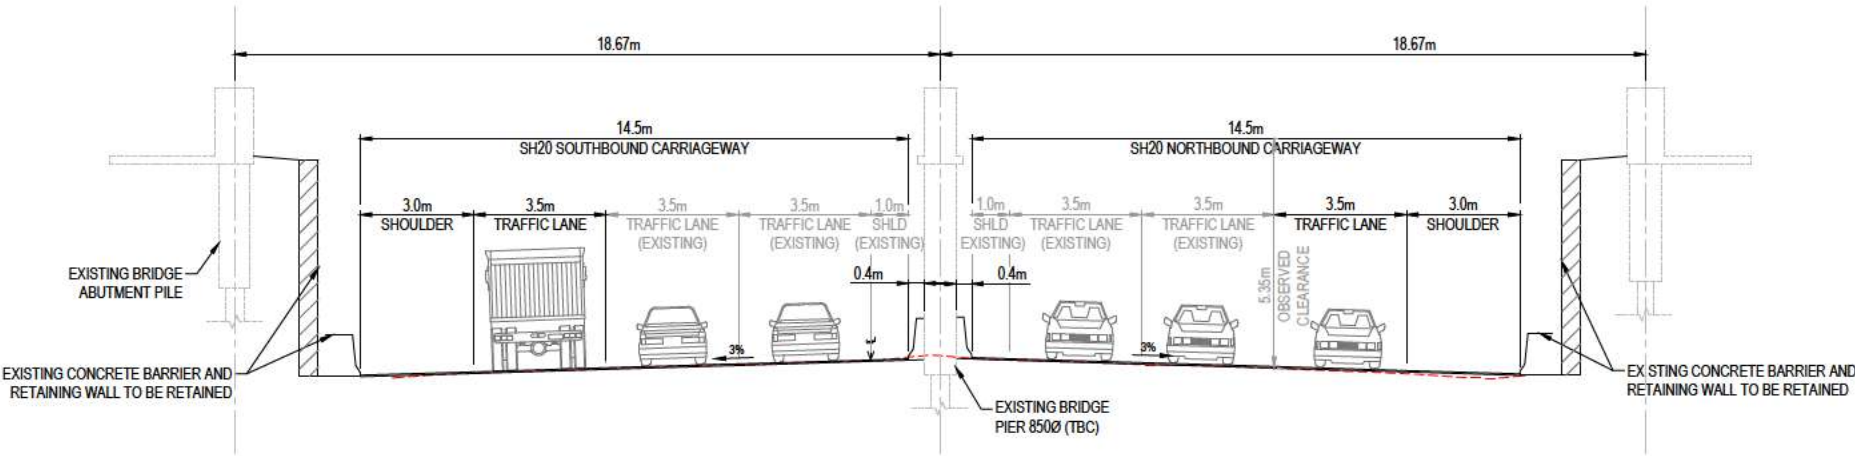 18.67m
18.67m
14.5m
SH20 SOUTHBOUND CARRIAGEWAY
14.5m
SH20 NORTHBOUND CARRIAGEWAY
3.0m
SHOULDER
3.5m
TRAFFIC LANE
3.5m
TRAFFIC LANE
(EXISTING)
3.5m
TRAFFIC LANE
(EXISTING)
1.0m
SHLD
(EXISTING)
1.0m
SHLD
EXISTING)
3.5m
TRAFFIC LANE
(EXISTING)
3.5m
TRAFFIC LANE
(EXISTING)
3.5m
TRAFFIC LANE
3.0m
SHOULDER
0.4m
0.4m
5.35m
OBSERVED
CLEARANCE
EXISTING BRIDGE
ABUTMENT PILE
3%
3%
EXISTING CONCRETE BARRIER AND
RETAINING WALL TO BE RETAINED
EXISTING BRIDGE
PIER 850Ø (TBC)
EXISTING CONCRETE BARRIER AND
RETAINING WALL TO BE RETAINED